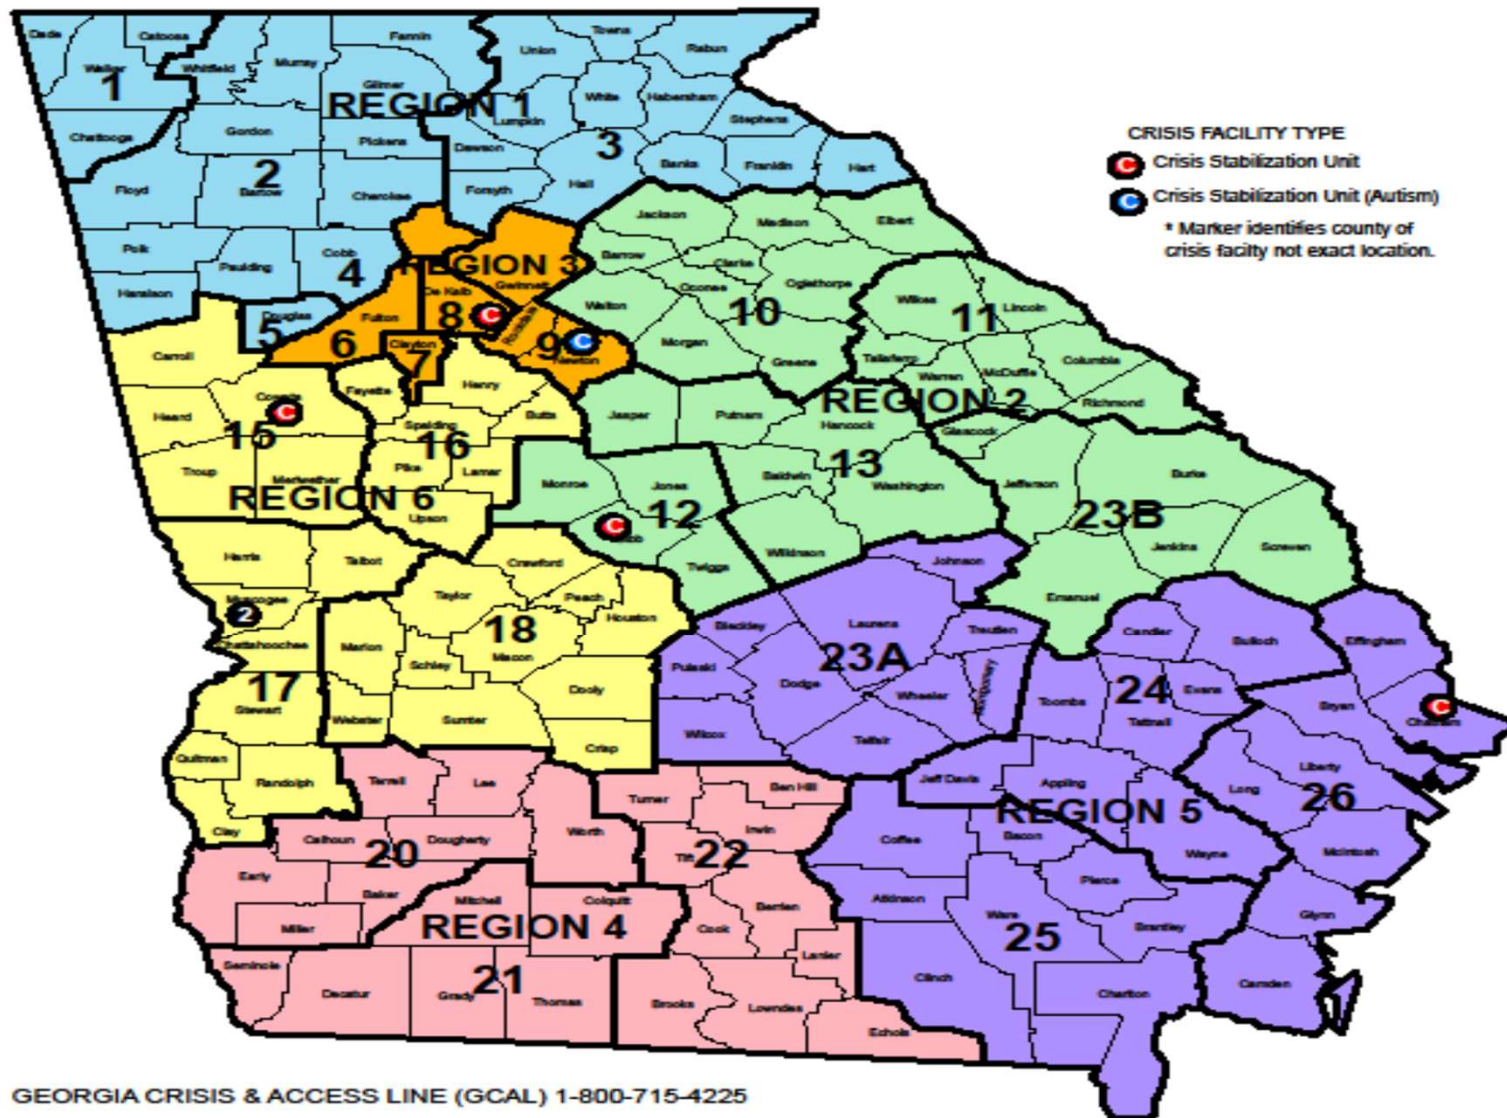 Dade
Catoosa
Walker
1
Whitfield
Murray
Fannin
Gilmer
Union
Towns
Rabun
REGION 1
Chattooga
Gordon
Pickens
Lumpkin
White
Habersham
Stephens
3
Dawson
Banks
Franklin
Hart
Floyd
2
Bartow
Cherokee
Forsyth
Hall
Polk
Paulding
Cobb
4
Haralson
Douglas
5
REGION 3
Gwinnett
De Kalb
8
C
Rockdale
Fulton
6
Clayton
7
9
C
Newton
Jackson
Madison
Elbert
Barrow
Clarke
Oconee
Oglethorpe
Walton
10
Morgan
Greene
Wilkes
Lincoln
11
Taliaferro
Warren
McDuffie
Columbia
Richmond
REGION 2
Jasper
Putnam
Hancock
Glascock
13
Baldwin
Washington
Jefferson
Burke
23B
Monroe
Jones
12
C
Twiggs
Wilkinson
Jenkins
Screven
Emanuel
Carroll
Heard
Coweta
C
15
Fayette
Henry
Spalding
Butts
16
Troup
Meriwether
Pike
Lamar
REGION 6
Upson
Harris
Talbot
Crawford
Taylor
Peach
Houston
Muscogee
2
Chattahoochee
Marion
18
Schley
Macon
Dooly
17
Stewart
Webster
Sumter
Crisp
Quitman
Randolph
Clay
Johnson
Bleckley
Laurens
Treutlen
23A
Pulaski
Dodge
Wheeler
Montgomery
Wilcox
Telfair
Candler
Bulloch
Effingham
24
Evans
Toombs
Tattnall
Bryan
C
Chatham
Jeff Davis
Appling
Liberty
Long
26
REGION 5
Bacon
Coffee
Wayne
McIntosh
Pierce
Atkinson
Ware
25
Brantley
Glynn
Clinch
Charlton
Camden
Terrell
Lee
Turner
Ben Hill
Worth
Irwin
Calhoun
20
Dougherty
Tift
22
Early
Baker
Mitchell
Colquitt
Berrien
Cook
Miller
REGION 4
Lanier
Seminole
Decatur
Grady
21
Thomas
Brooks
Lowndes
Echols
CRISIS FACILITY TYPE
C Crisis Stabilization Unit
C Crisis Stabilization Unit (Autism)
* Marker identifies county of
crisis facilty not exact location.
GEORGIA CRISIS & ACCESS LINE (GCAL) 1-800-715-4225